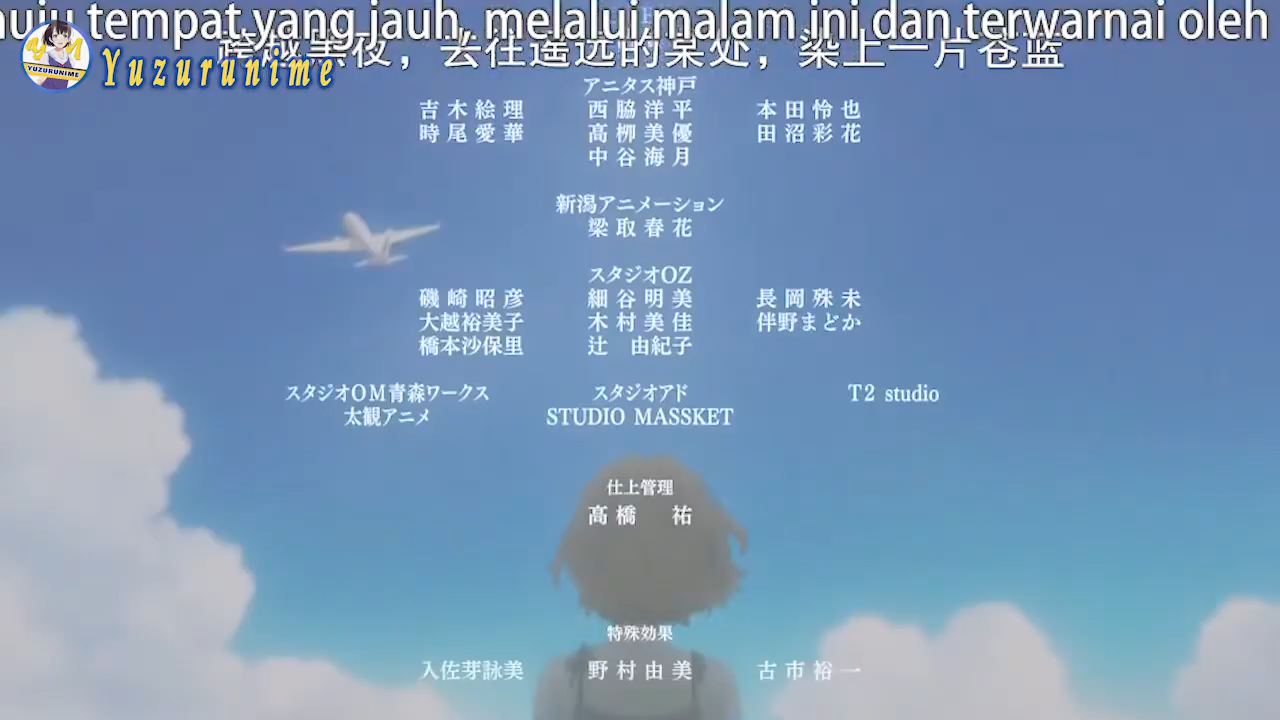 uju tempat yang jauh, melalui malam ini dan terwarnai oleh
跨越黑夜，去往遥远的某处，染上一片苍蓝
YUZURUNIME
Yuzurunime
アニタス神戸
吉木絵理 西脇洋平 本田怜也
時尾愛華 高柳美優 田沼彩花
中谷海月
新潟アニメーション
梁取春花
スタジオOZ
磯崎昭彦 細谷明美 長岡殊未
大越裕美子 木村美佳 伴野まどか
橋本沙保里 辻 由紀子
スタジオOM青森ワークス スタジオアド T2 studio
太観アニメ STUDIO MASSKET
仕上管理
高橋 祐
特殊効果
入佐芽詠美 野村由美 古市裕一